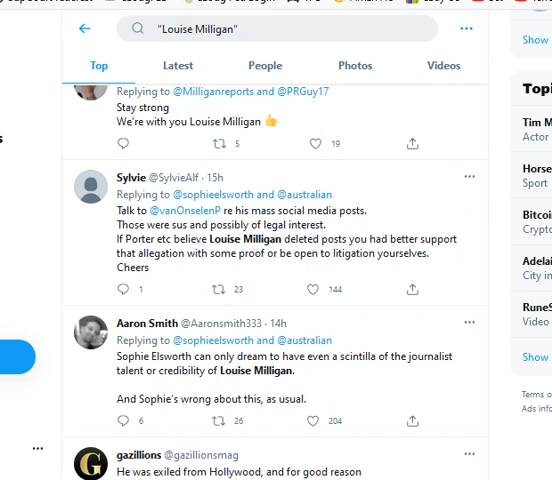 "Louise Milligan"
Top
Latest
People
Photos
Videos
Show
Replying to @Milliganreports and @PRGuy17
Stay strong
We're with you Louise Milligan 👍
5
19
Sylvie @SylvieAlf · 15h
Replying to @sophieelsworth and @australian
Talk to @vanOnselenP re his mass social media posts.
Those were sus and possibly of legal interest.
If Porter etc believe Louise Milligan deleted posts you had better support
that allegation with some proof or be open to litigation yourselves.
Cheers
1
23
144
Aaron Smith @Aaronsmith333 · 14h
Replying to @sophieelsworth and @australian
Sophie Elsworth can only dream to have even a scintilla of the journalist
talent or credibility of Louise Milligan.
And Sophie's wrong about this, as usual.
6
26
204
gazillions @gazillionsmag
G
He was exiled from Hollywood, and for good reason
Topi
Tim M
Actor
Horse
Sport
Bitcoi
Crypto
Adelai
City in
RuneS
Video
Show
Terms o
Ads info